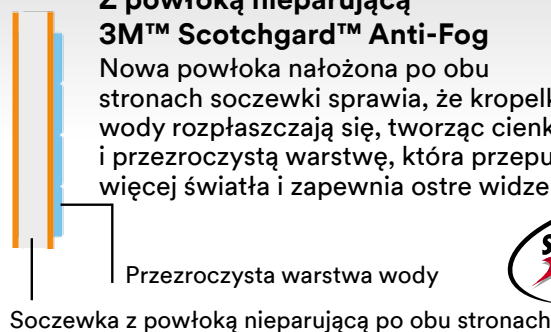 Z powłoką nieparującą
3M™ Scotchgard™ Anti-Fog
Nowa powłoka nałożona po obu
stronach soczewki sprawia, że kropelk
wody rozpłaszczają się, tworząc cienk
i przezroczystą warstwę, która przepu
więcej światła i zapewnia ostre widze
Przezroczysta warstwa wody
Soczewka z powłoką nieparującą po obu stronach